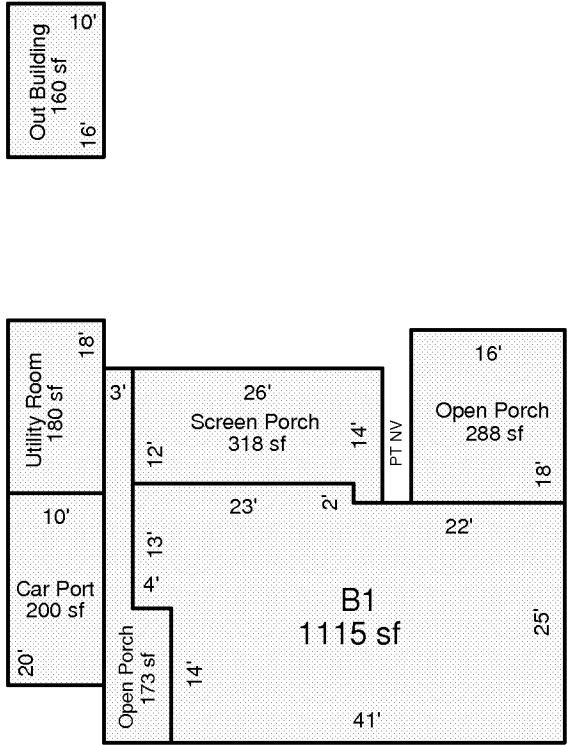 10'
Out Building
160 sf
16'
18'
Utility Room
180 sf
3'
26'
Screen Porch
318 sf
14'
12'
PT NV
16'
Open Porch
288 sf
18'
10'
Car Port
200 sf
20'
23'
2'
22'
13'
4'
B1
1115 sf
25'
Open Porch
173 sf
14'
41'